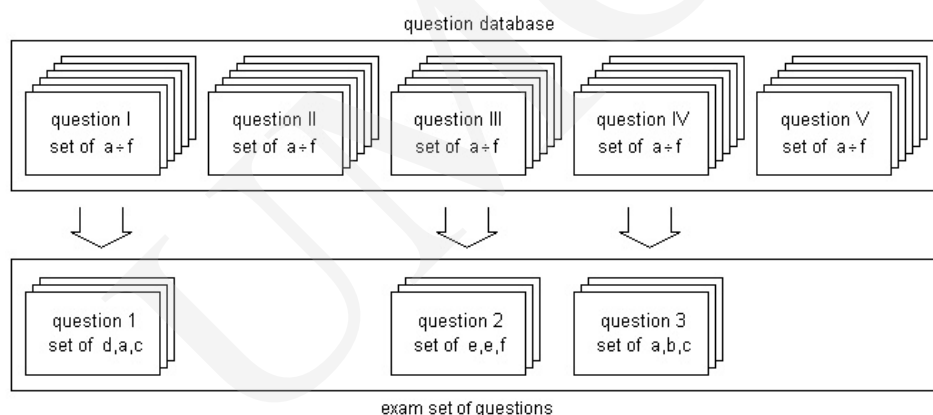 question database
question I
set of a÷f
question II
set of a÷f
question III
set of a÷f
question IV
set of a÷f
question V
set of a÷f
question 1
set of d,a,c
question 2
set of e,e,f
question 3
set of a,b,c
exam set of questions